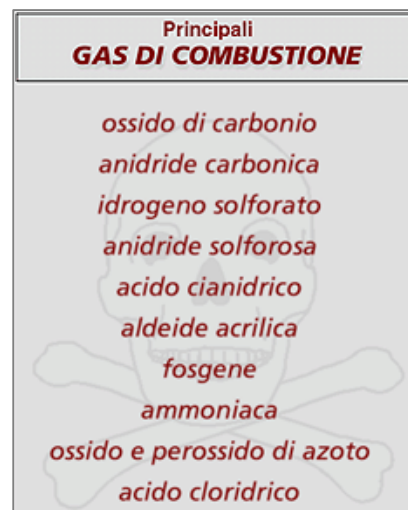 Principali
GAS DI COMBUSTIONE
ossido di carbonio
anidride carbonica
idrogeno solforato
anidride solforosa
acido cianidrico
aldeide acrilica
fosgene
ammoniaca
ossido e perossido di azoto
acido cloridrico